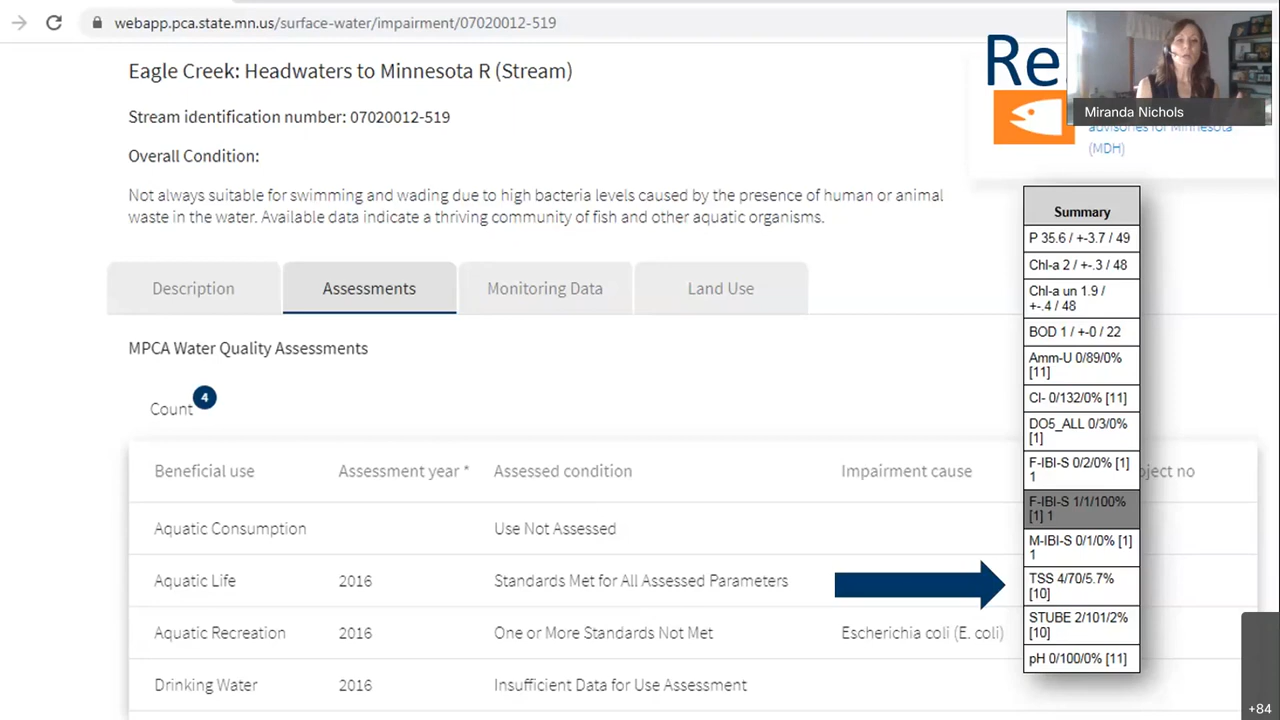 webapp.pca.state.mn.us/surface-water/impairment/07020012-519
Eagle Creek: Headwaters to Minnesota R (Stream)
Stream identification number: 07020012-519
Overall Condition:
Not always suitable for swimming and wading due to high bacteria levels caused by the presence of human or animal
waste in the water. Available data indicate a thriving community of fish and other aquatic organisms.
Re
Miranda Nichols
advisories for Minnesota
(MDH)
Description Assessments Monitoring Data Land Use
MPCA Water Quality Assessments
Count 4
Beneficial use Assessment year * Assessed condition Impairment cause ject no
Aquatic Consumption Use Not Assessed
Aquatic Life 2016 Standards Met for All Assessed Parameters
Aquatic Recreation 2016 One or More Standards Not Met Escherichia coli (E. coli)
Drinking Water 2016 Insufficient Data for Use Assessment
Summary
P 35.6 / +-3.7 / 49
Chl-a 2 / +-.3 / 48
Chl-a un 1.9 /
+-.4 / 48
BOD 1 / +-0 / 22
Amm-U 0/89/0%
[11]
Cl- 0/132/0% [11]
DO5_ALL 0/3/0%
[1]
F-IBI-S 0/2/0% [1]
1
F-IBI-S 1/1/100%
[1] 1
M-IBI-S 0/1/0% [1]
1
TSS 4/70/5.7%
[10]
STUBE 2/101/2%
[10]
pH 0/100/0% [11]
+84